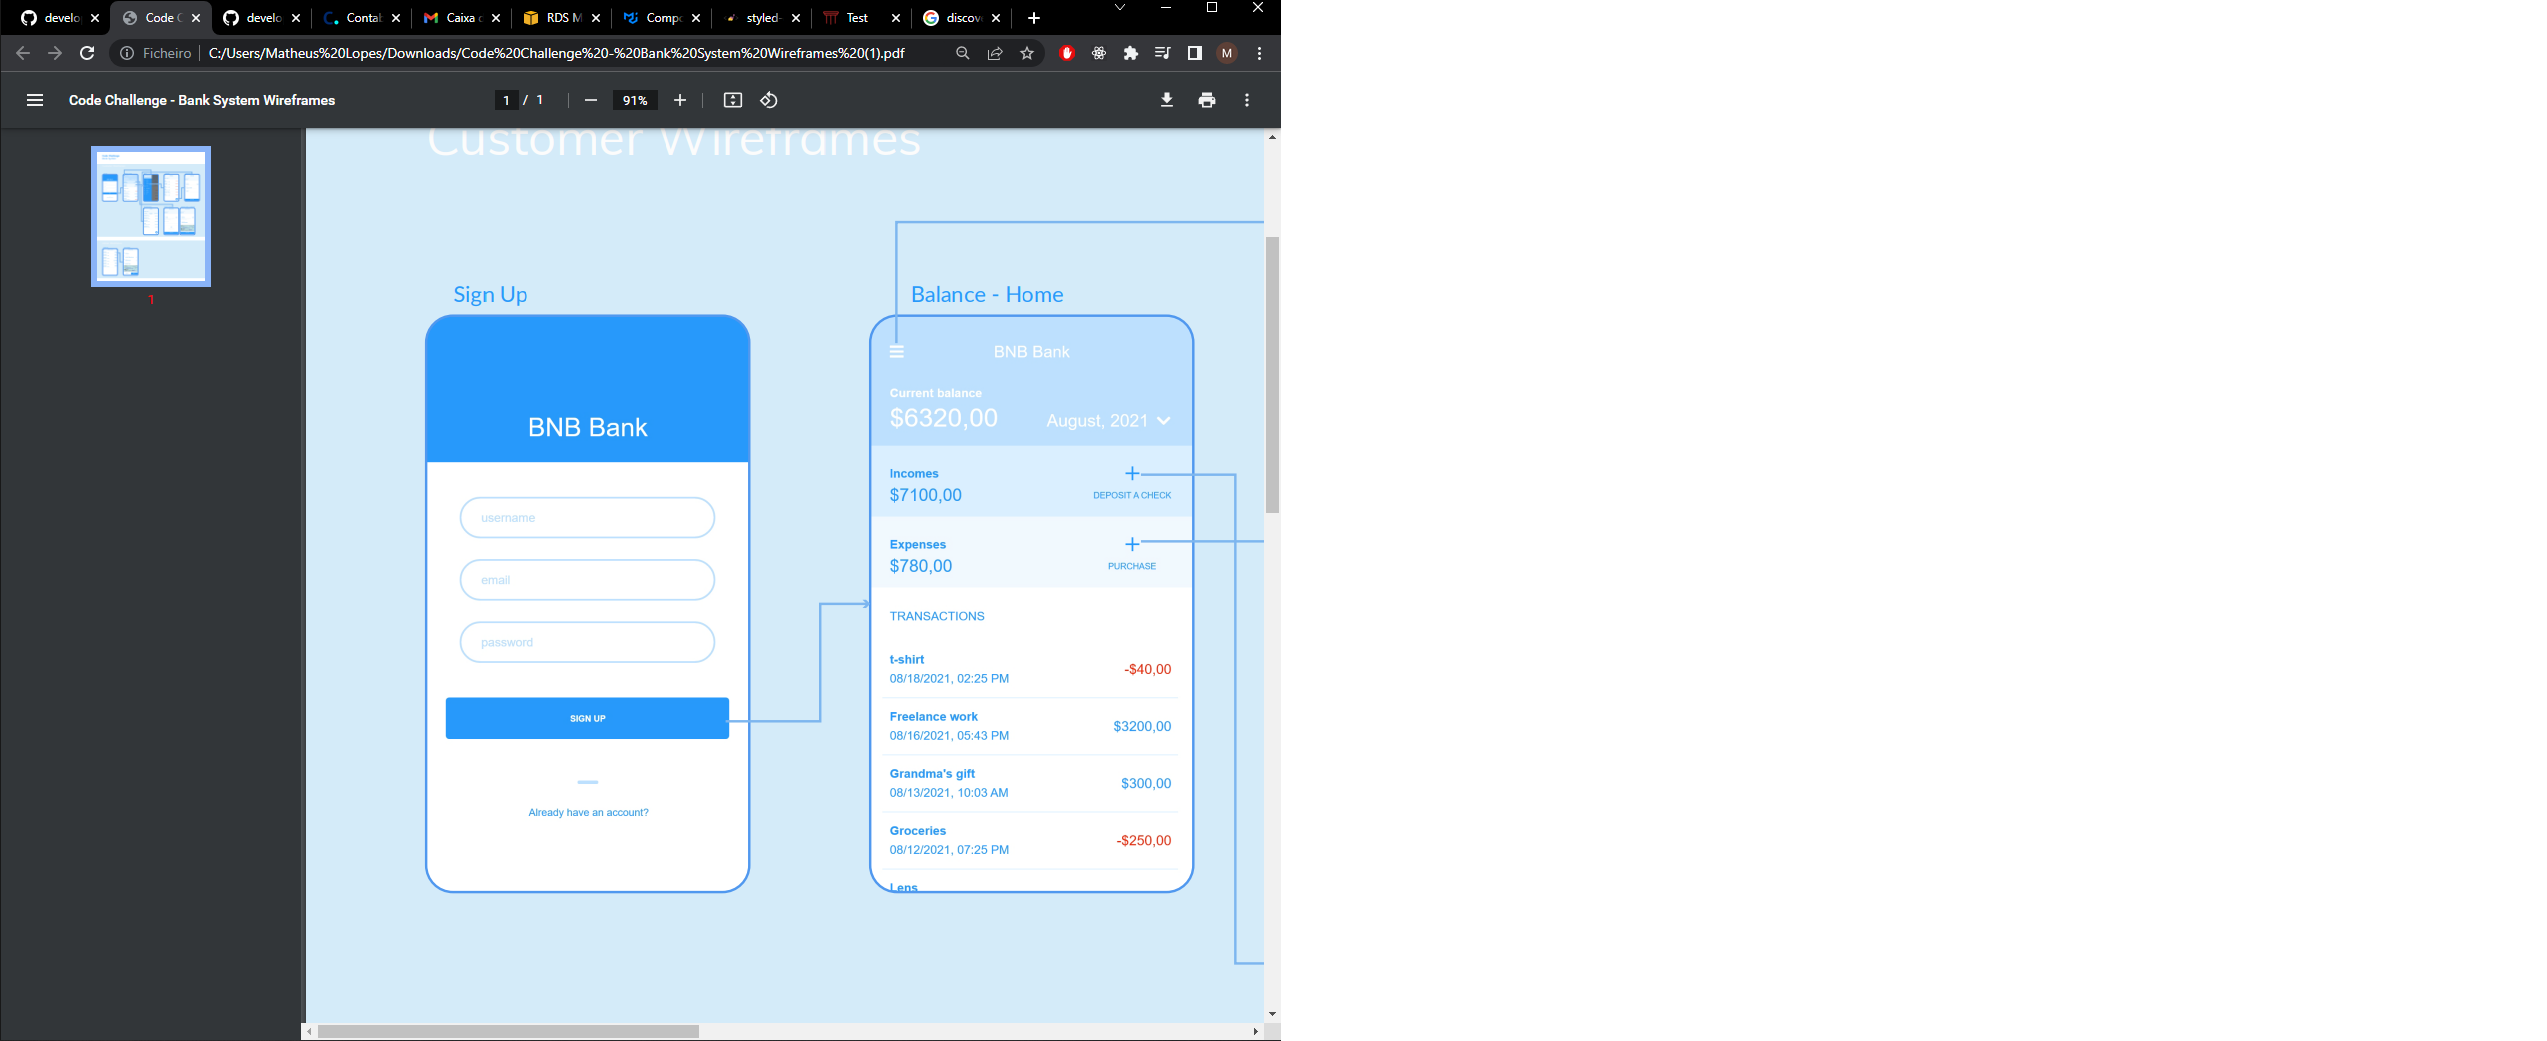 develo
Code C
develo
Conta
Caixa
RDS M
Comp
styled-
Test
discov
Ficheiro
C:/Users/Matheus%20Lopes/Downloads/Code%20Challenge%20-%20Bank%20System%20Wireframes%20(1).pdf
M
Code Challenge - Bank System Wireframes
1 / 1
91%
1
Customer Wireframes
Sign Up
BNB Bank
username
email
password
SIGN UP
Already have an account?
Balance - Home
BNB Bank
Current balance
$6320,00
August, 2021
Incomes
$7100,00
DEPOSIT A CHECK
Expenses
$780,00
PURCHASE
TRANSACTIONS
t-shirt
08/18/2021, 02:25 PM
-$40,00
Freelance work
08/16/2021, 05:43 PM
$3200,00
Grandma's gift
08/13/2021, 10:03 AM
$300,00
Groceries
08/12/2021, 07:25 PM
-$250,00
Lens